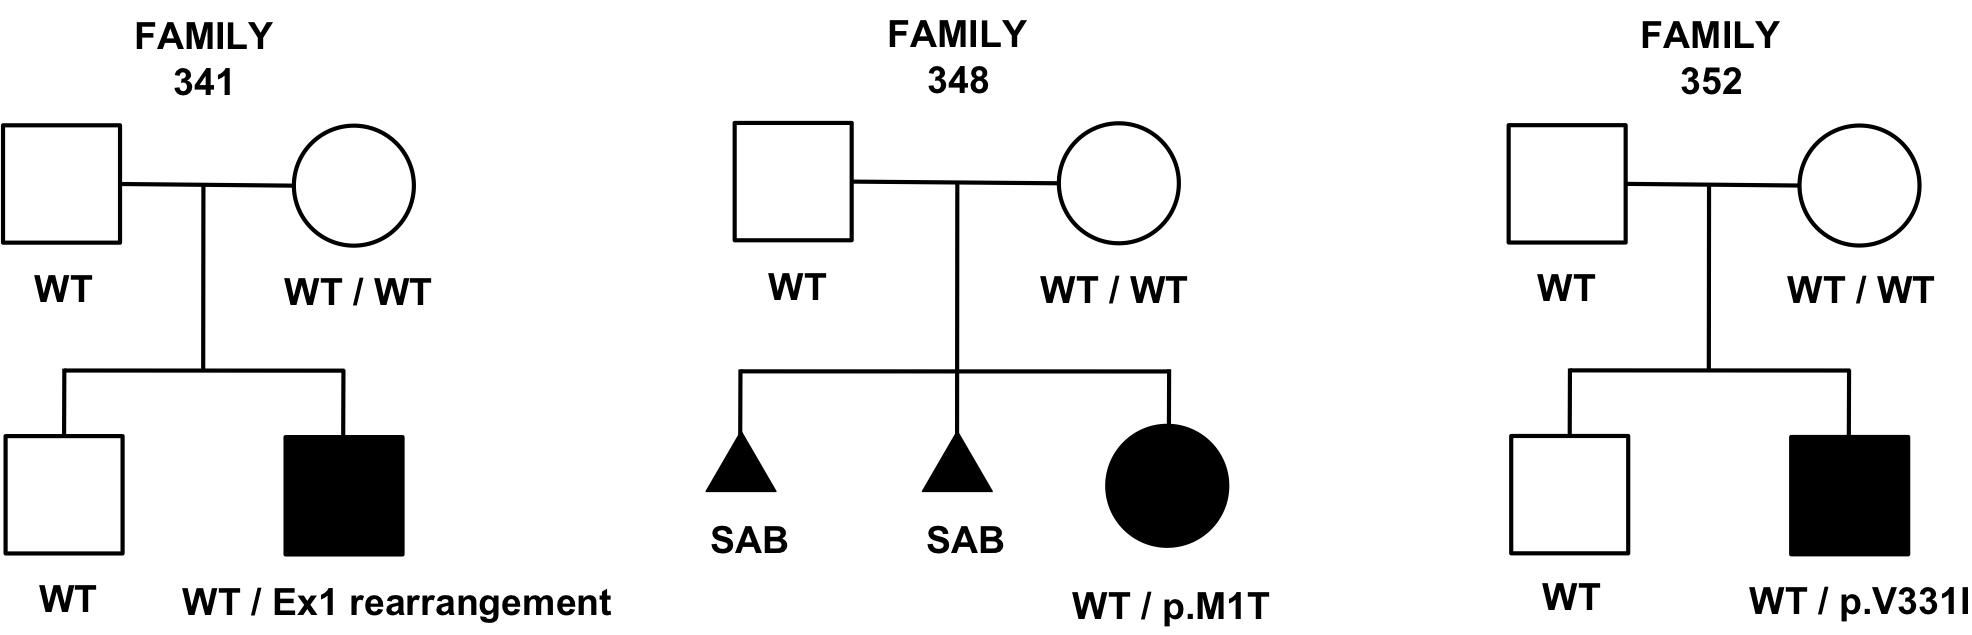 FAMILY
341
WT
WT / WT
WT
WT / Ex1 rearrangement
FAMILY
348
WT
WT / WT
SAB
SAB
WT / p.M1T
FAMILY
352
WT
WT / WT
WT
WT / p.V331I